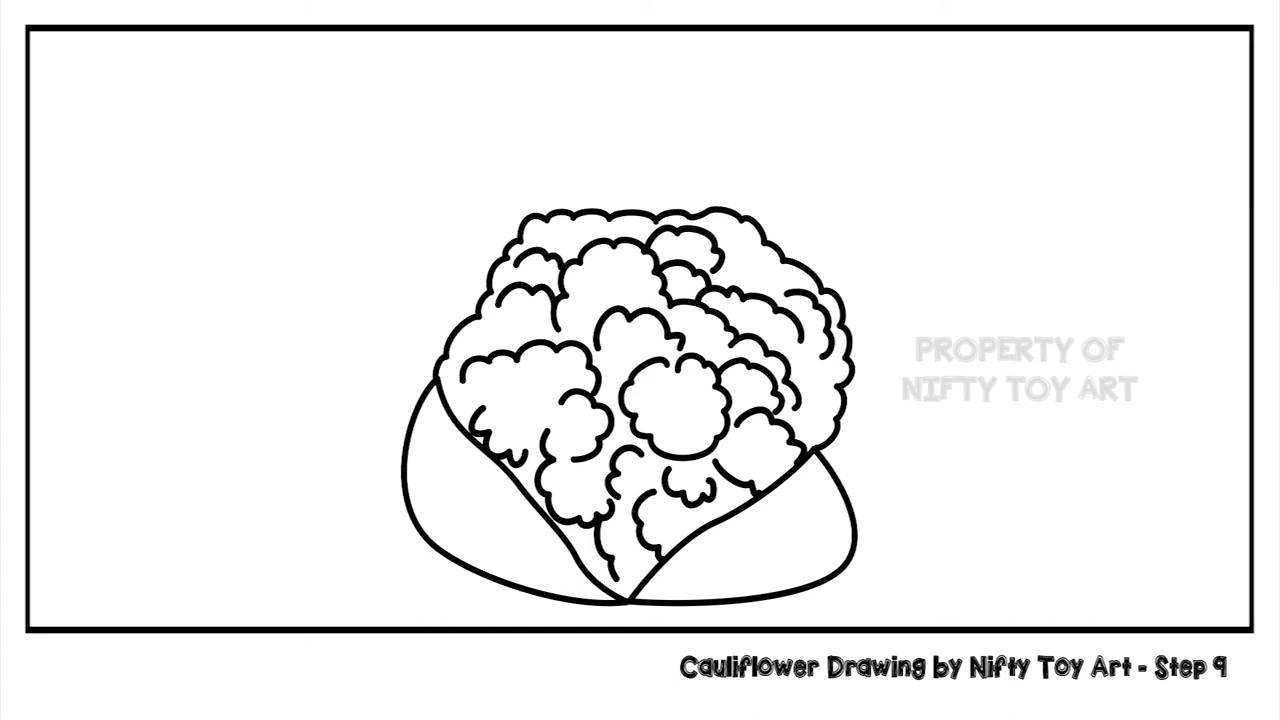 PROPERTY OF
NIFTY TOY ART
Cauliflower Drawing by Nifty Toy Art - Step 9